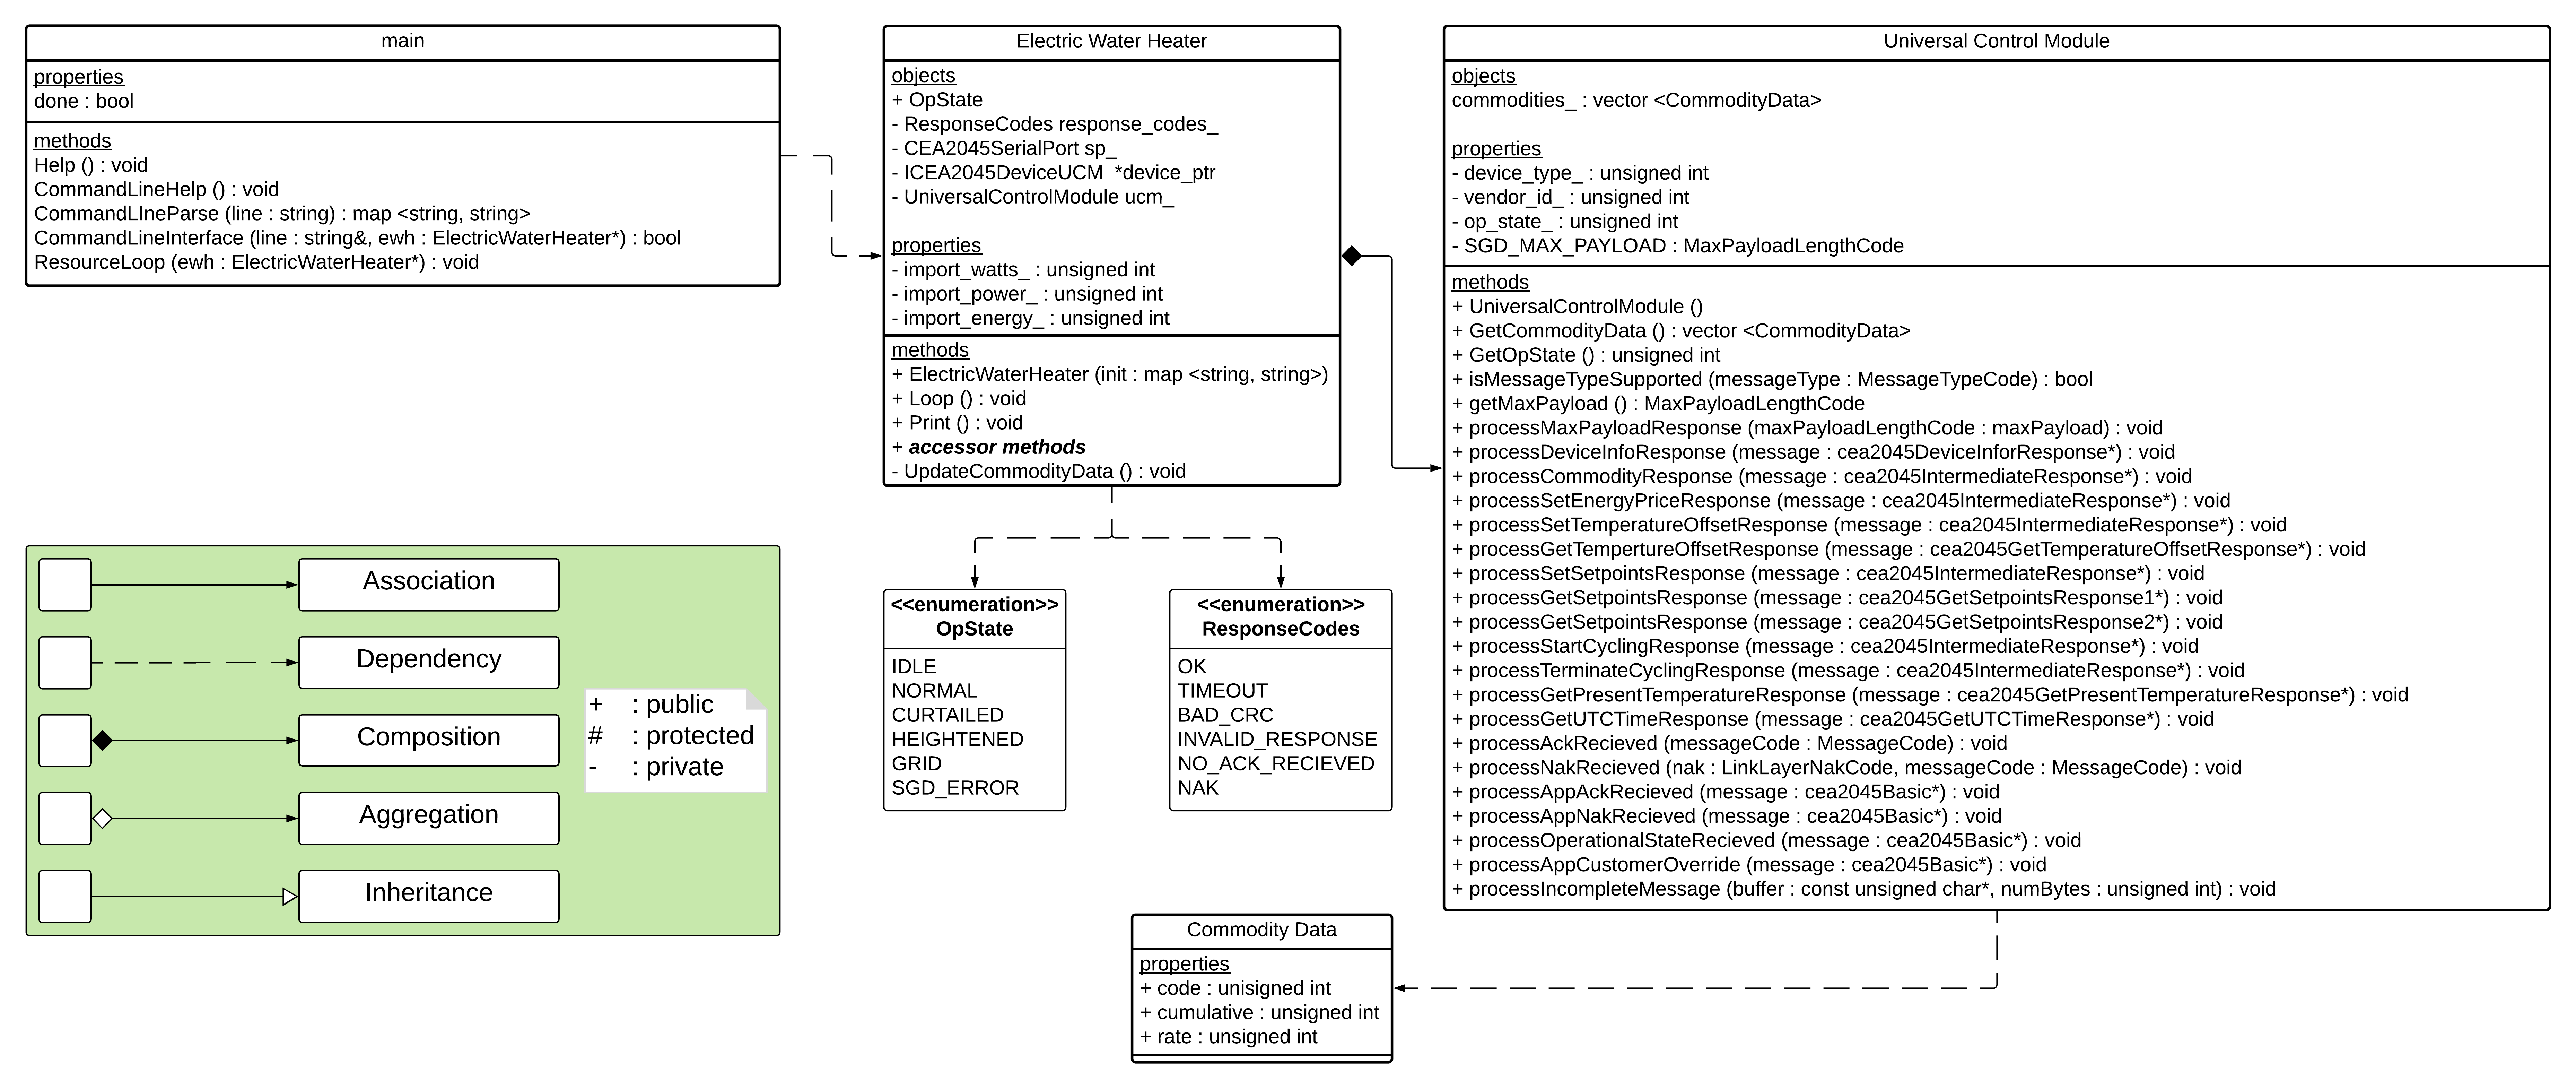 main
properties
done : bool
methods
Help () : void
CommandLineHelp () : void
CommandLIneParse (line : string) : map <string, string>
CommandLineInterface (line : string&, ewh : ElectricWaterHeater*) : bool
ResourceLoop (ewh : ElectricWaterHeater*) : void
Electric Water Heater
objects
+ OpState
- ResponseCodes response_codes_
- CEA2045SerialPort sp_
- ICEA2045DeviceUCM *device_ptr
- UniversalControlModule ucm_
properties
- import_watts_ : unsigned int
- import_power_ : unsigned int
- import_energy_ : unsigned int
methods
+ ElectricWaterHeater (init : map <string, string>)
+ Loop () : void
+ Print () : void
+ accessor methods
- UpdateCommodityData () : void
Universal Control Module
objects
commodities_ : vector <CommodityData>
properties
- device_type_ : unsigned int
- vendor_id_ : unsigned int
- op_state_ : unsigned int
- SGD_MAX_PAYLOAD : MaxPayloadLengthCode
methods
+ UniversalControlModule ()
+ GetCommodityData () : vector <CommodityData>
+ GetOpState () : unsigned int
+ isMessageTypeSupported (messageType : MessageTypeCode) : bool
+ getMaxPayload () : MaxPayloadLengthCode
+ processMaxPayloadResponse (maxPayloadLengthCode : maxPayload) : void
+ processDeviceInfoResponse (message : cea2045DeviceInforResponse*) : void
+ processCommodityResponse (message : cea2045IntermediateResponse*) : void
+ processSetEnergyPriceResponse (message : cea2045IntermediateResponse*) : void
+ processSetTemperatureOffsetResponse (message : cea2045IntermediateResponse*) : void
+ processGetTempertureOffsetResponse (message : cea2045GetTemperatureOffsetResponse*) : void
+ processSetSetpointsResponse (message : cea2045IntermediateResponse*) : void
+ processGetSetpointsResponse (message : cea2045GetSetpointsResponse1*) : void
+ processGetSetpointsResponse (message : cea2045GetSetpointsResponse2*) : void
+ processStartCyclingResponse (message : cea2045IntermediateResponse*) : void
+ processTerminateCyclingResponse (message : cea2045IntermediateResponse*) : void
+ processGetPresentTemperatureResponse (message : cea2045GetPresentTemperatureResponse*) : void
+ processGetUTCTimeResponse (message : cea2045GetUTCTimeResponse*) : void
+ processAckRecieved (messageCode : MessageCode) : void
+ processNakRecieved (nak : LinkLayerNakCode, messageCode : MessageCode) : void
+ processAppAckRecieved (message : cea2045Basic*) : void
+ processAppNakRecieved (message : cea2045Basic*) : void
+ processOperationalStateRecieved (message : cea2045Basic*) : void
+ processAppCustomerOverride (message : cea2045Basic*) : void
+ processIncompleteMessage (buffer : const unsigned char*, numBytes : unsigned int) : void
Association
Dependency
Composition
Aggregation
Inheritance
+ : public
# : protected
- : private
<<enumeration>>
OpState
IDLE
NORMAL
CURTAILED
HEIGHTENED
GRID
SGD_ERROR
<<enumeration>>
ResponseCodes
OK
TIMEOUT
BAD_CRC
INVALID_RESPONSE
NO_ACK_RECIEVED
NAK
Commodity Data
properties
+ code : unisigned int
+ cumulative : unsigned int
+ rate : unsigned int